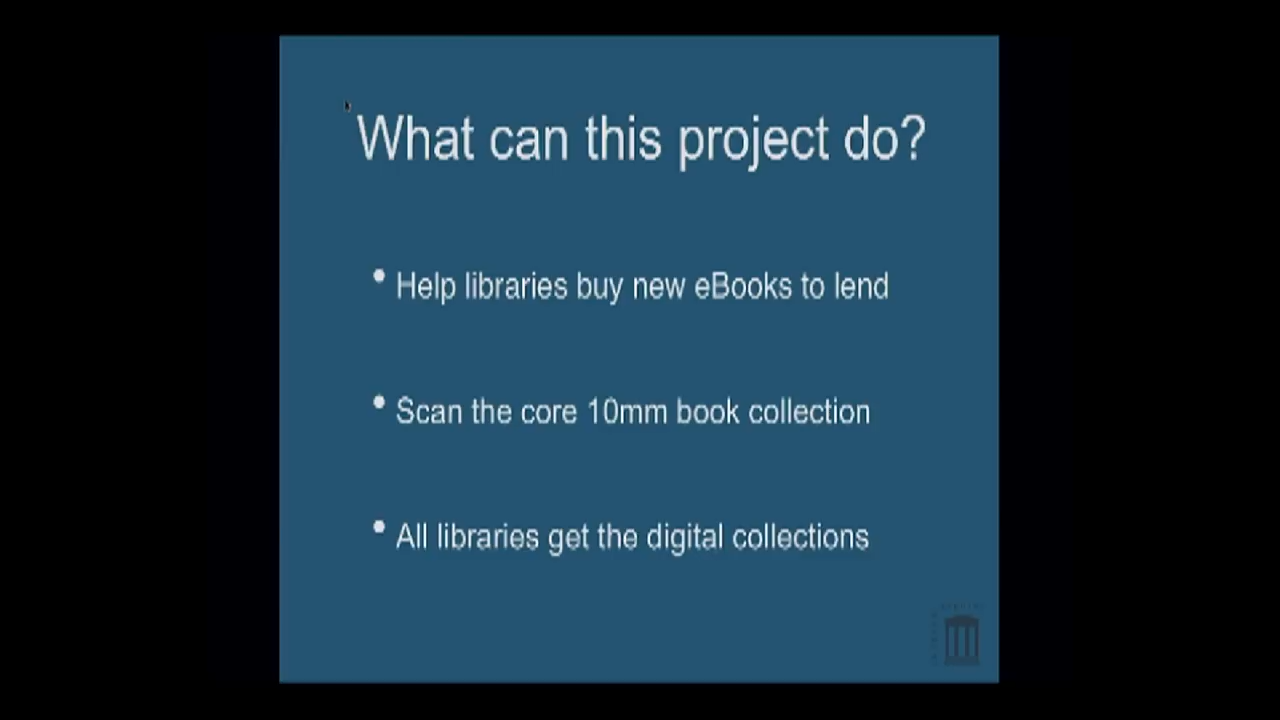 What can this project do?
• Help libraries buy new eBooks to lend
• Scan the core 10mm book collection
• All libraries get the digital collections